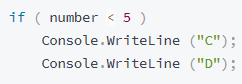 if ( number < 5 )
    Console.WriteLine ("C");
    Console.WriteLine ("D");